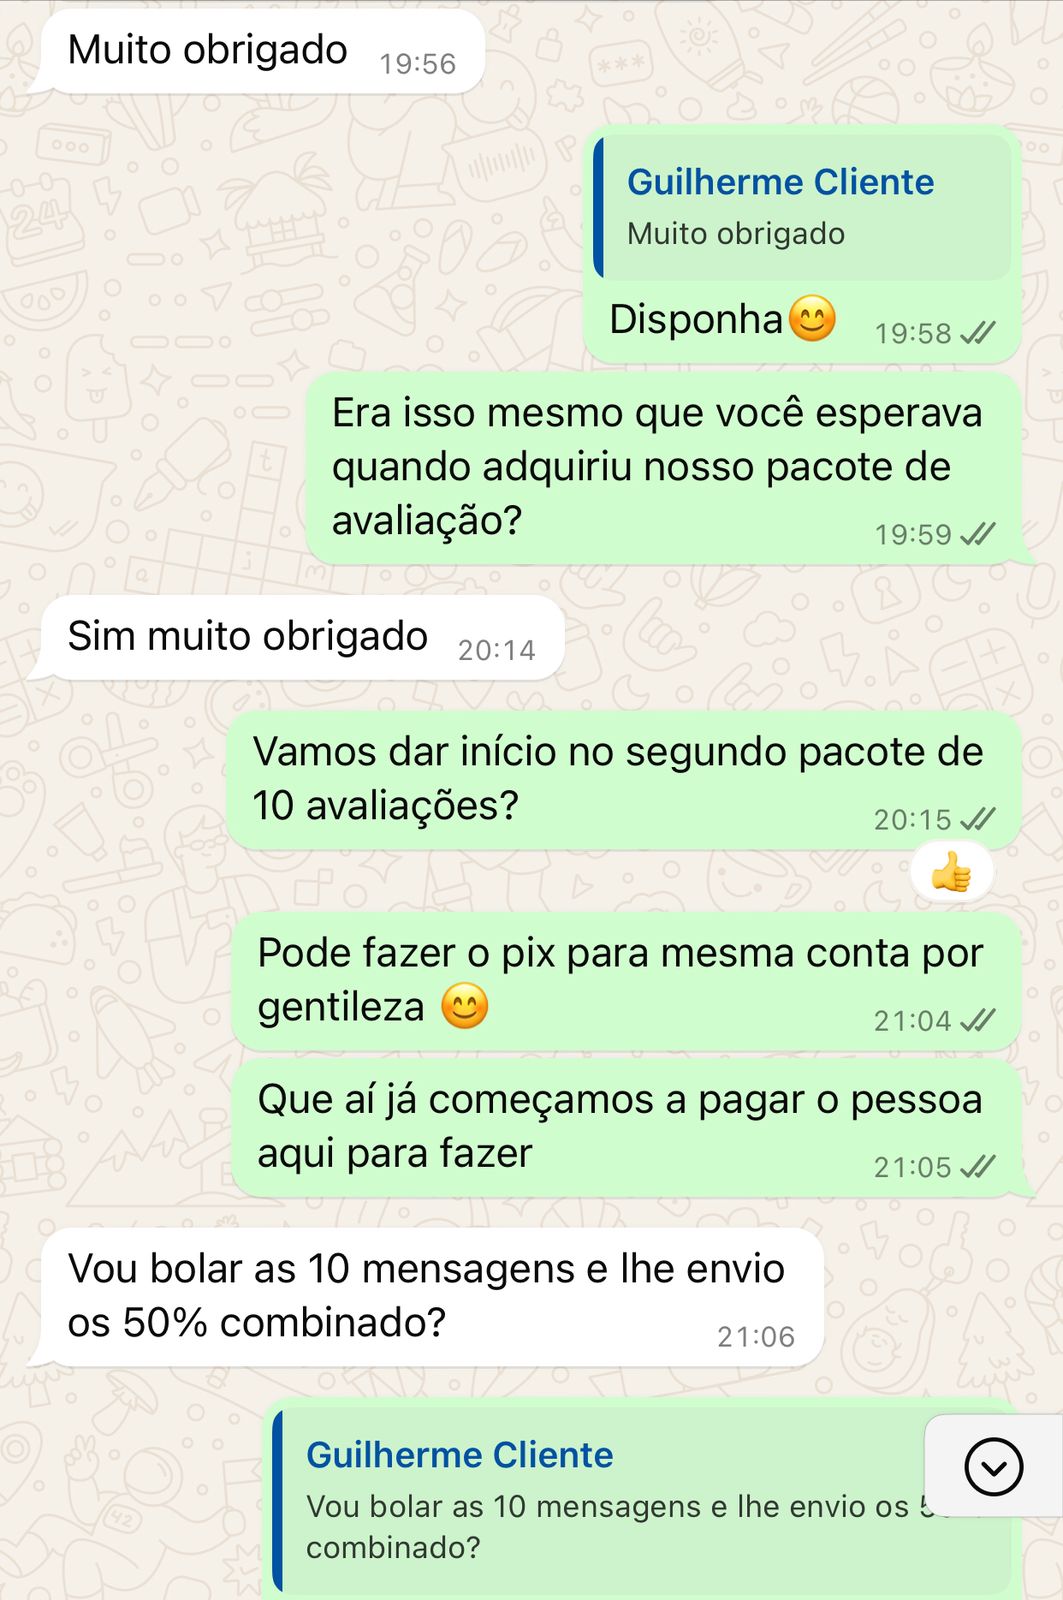 Muito obrigado 19:56
Guilherme Cliente
Muito obrigado
Disponha😊 19:58
Era isso mesmo que você esperava
quando adquiriu nosso pacote de
avaliação? 19:59
Sim muito obrigado 20:14
Vamos dar início no segundo pacote de
10 avaliações? 20:15
👍
Pode fazer o pix para mesma conta por
gentileza 😊 21:04
Que aí já começamos a pagar o pessoa
aqui para fazer 21:05
Vou bolar as 10 mensagens e lhe envio
os 50% combinado? 21:06
Guilherme Cliente
Vou bolar as 10 mensagens e lhe envio os
combinado?